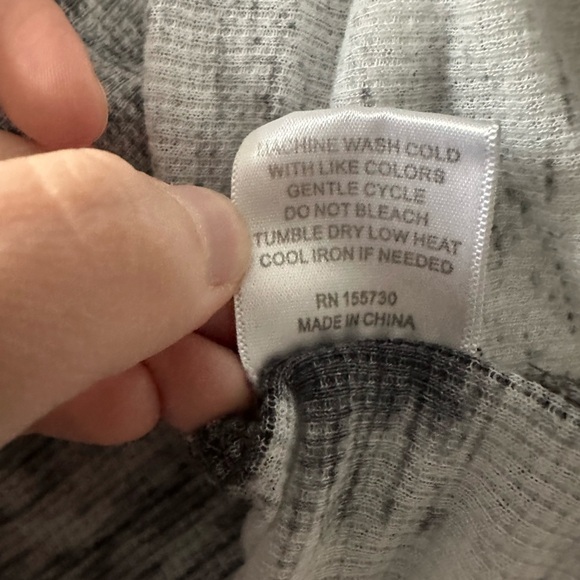 MACHINE WASH COLD
WITH LIKE COLORS
GENTLE CYCLE
DO NOT BLEACH
TUMBLE DRY LOW HEAT
COOL IRON IF NEEDED
RN 155730
MADE IN CHINA